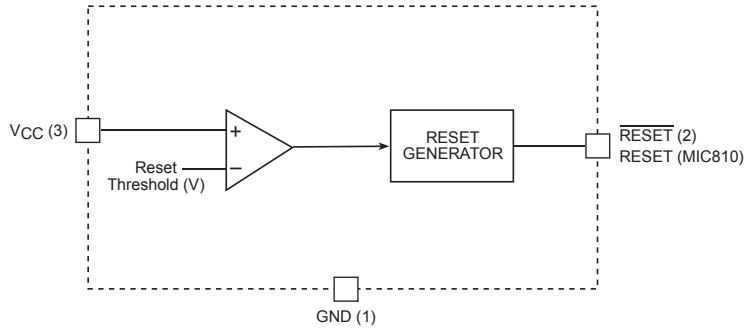 VCC (3)
+
−
Reset
Threshold (V)
RESET
GENERATOR
RESET (2)
RESET (MIC810)
GND (1)